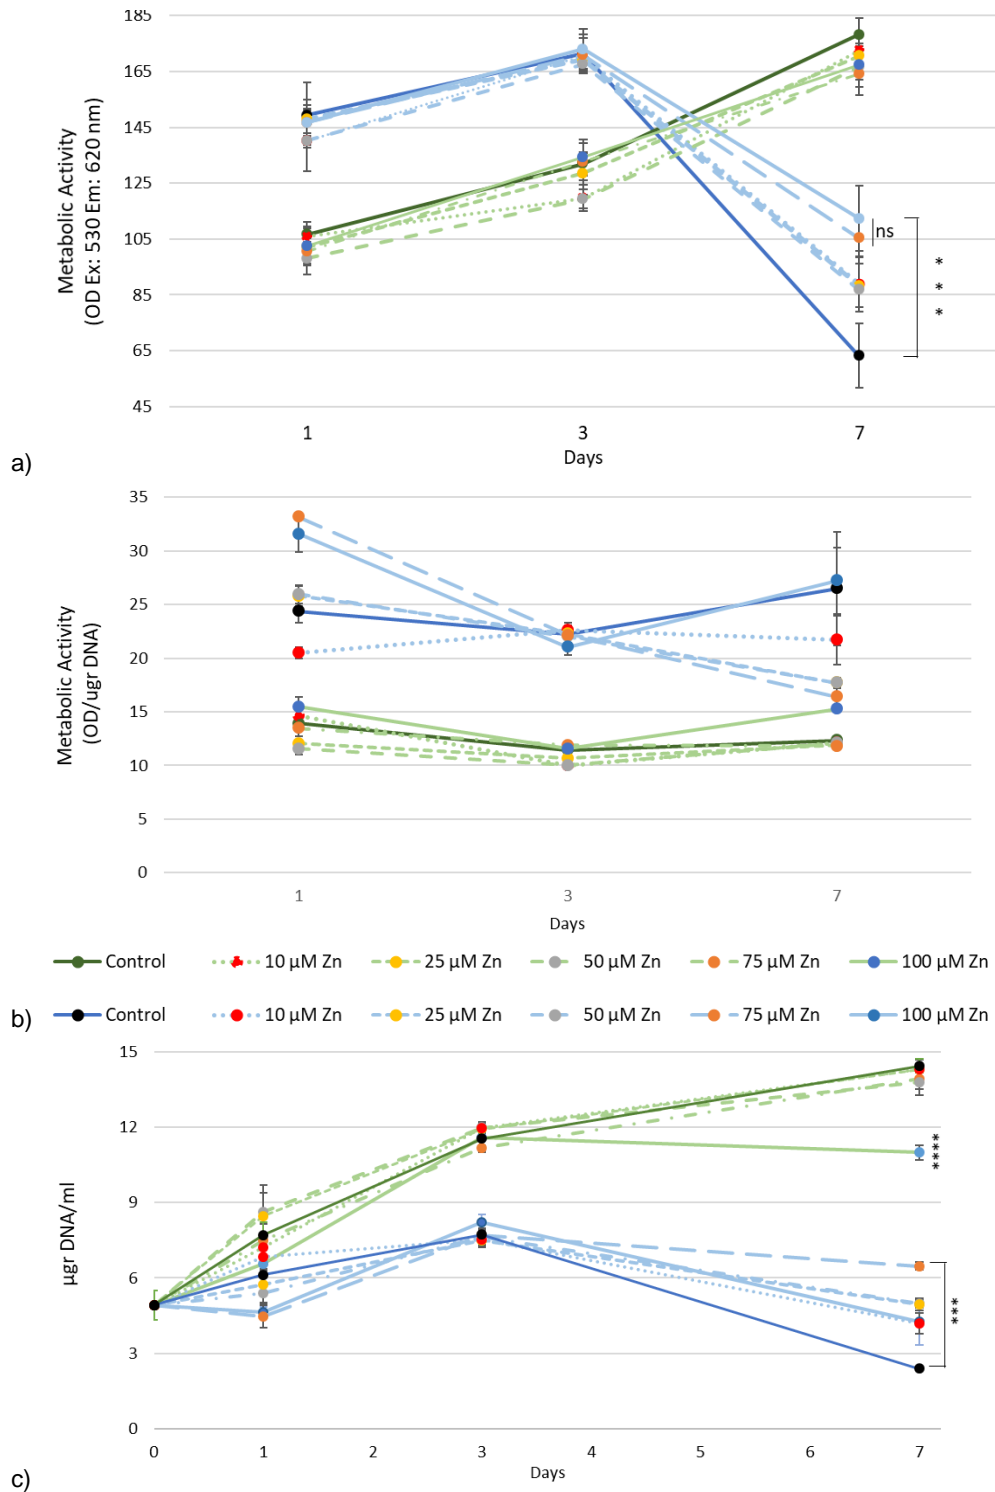 185
165
145
125
105
85
65
45
Metabolic Activity
(OD Ex: 530 Em: 620 nm)
ns
* * *
1 3 7
Days
a)
35
30
25
20
15
10
5
0
Metabolic Activity
(OD/ugr DNA)
1 3 7
Days
Control 10 µM Zn 25 µM Zn 50 µM Zn 75 µM Zn 100 µM Zn
b)
Control 10 µM Zn 25 µM Zn 50 µM Zn 75 µM Zn 100 µM Zn
15
12
9
6
3
0
µgr DNA/ml
****
***
0 1 2 3 4 5 6 7
Days
c)